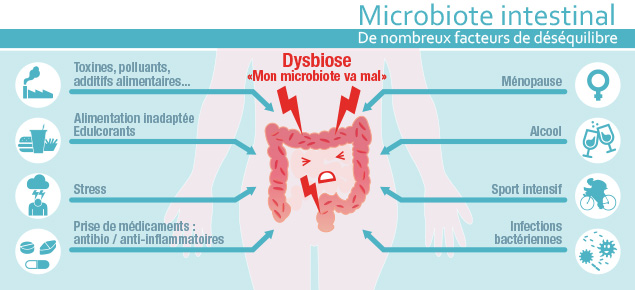 Microbiote intestinal
De nombreux facteurs de déséquilibre
Dysbiose
«Mon microbiote va mal»
Toxines, polluants,
additifs alimentaires...
Alimentation inadaptée
Edulcorants
Stress
Prise de médicaments :
antibio / anti-inflammatoires
Ménopause
Alcool
Sport intensif
Infections
bactériennes